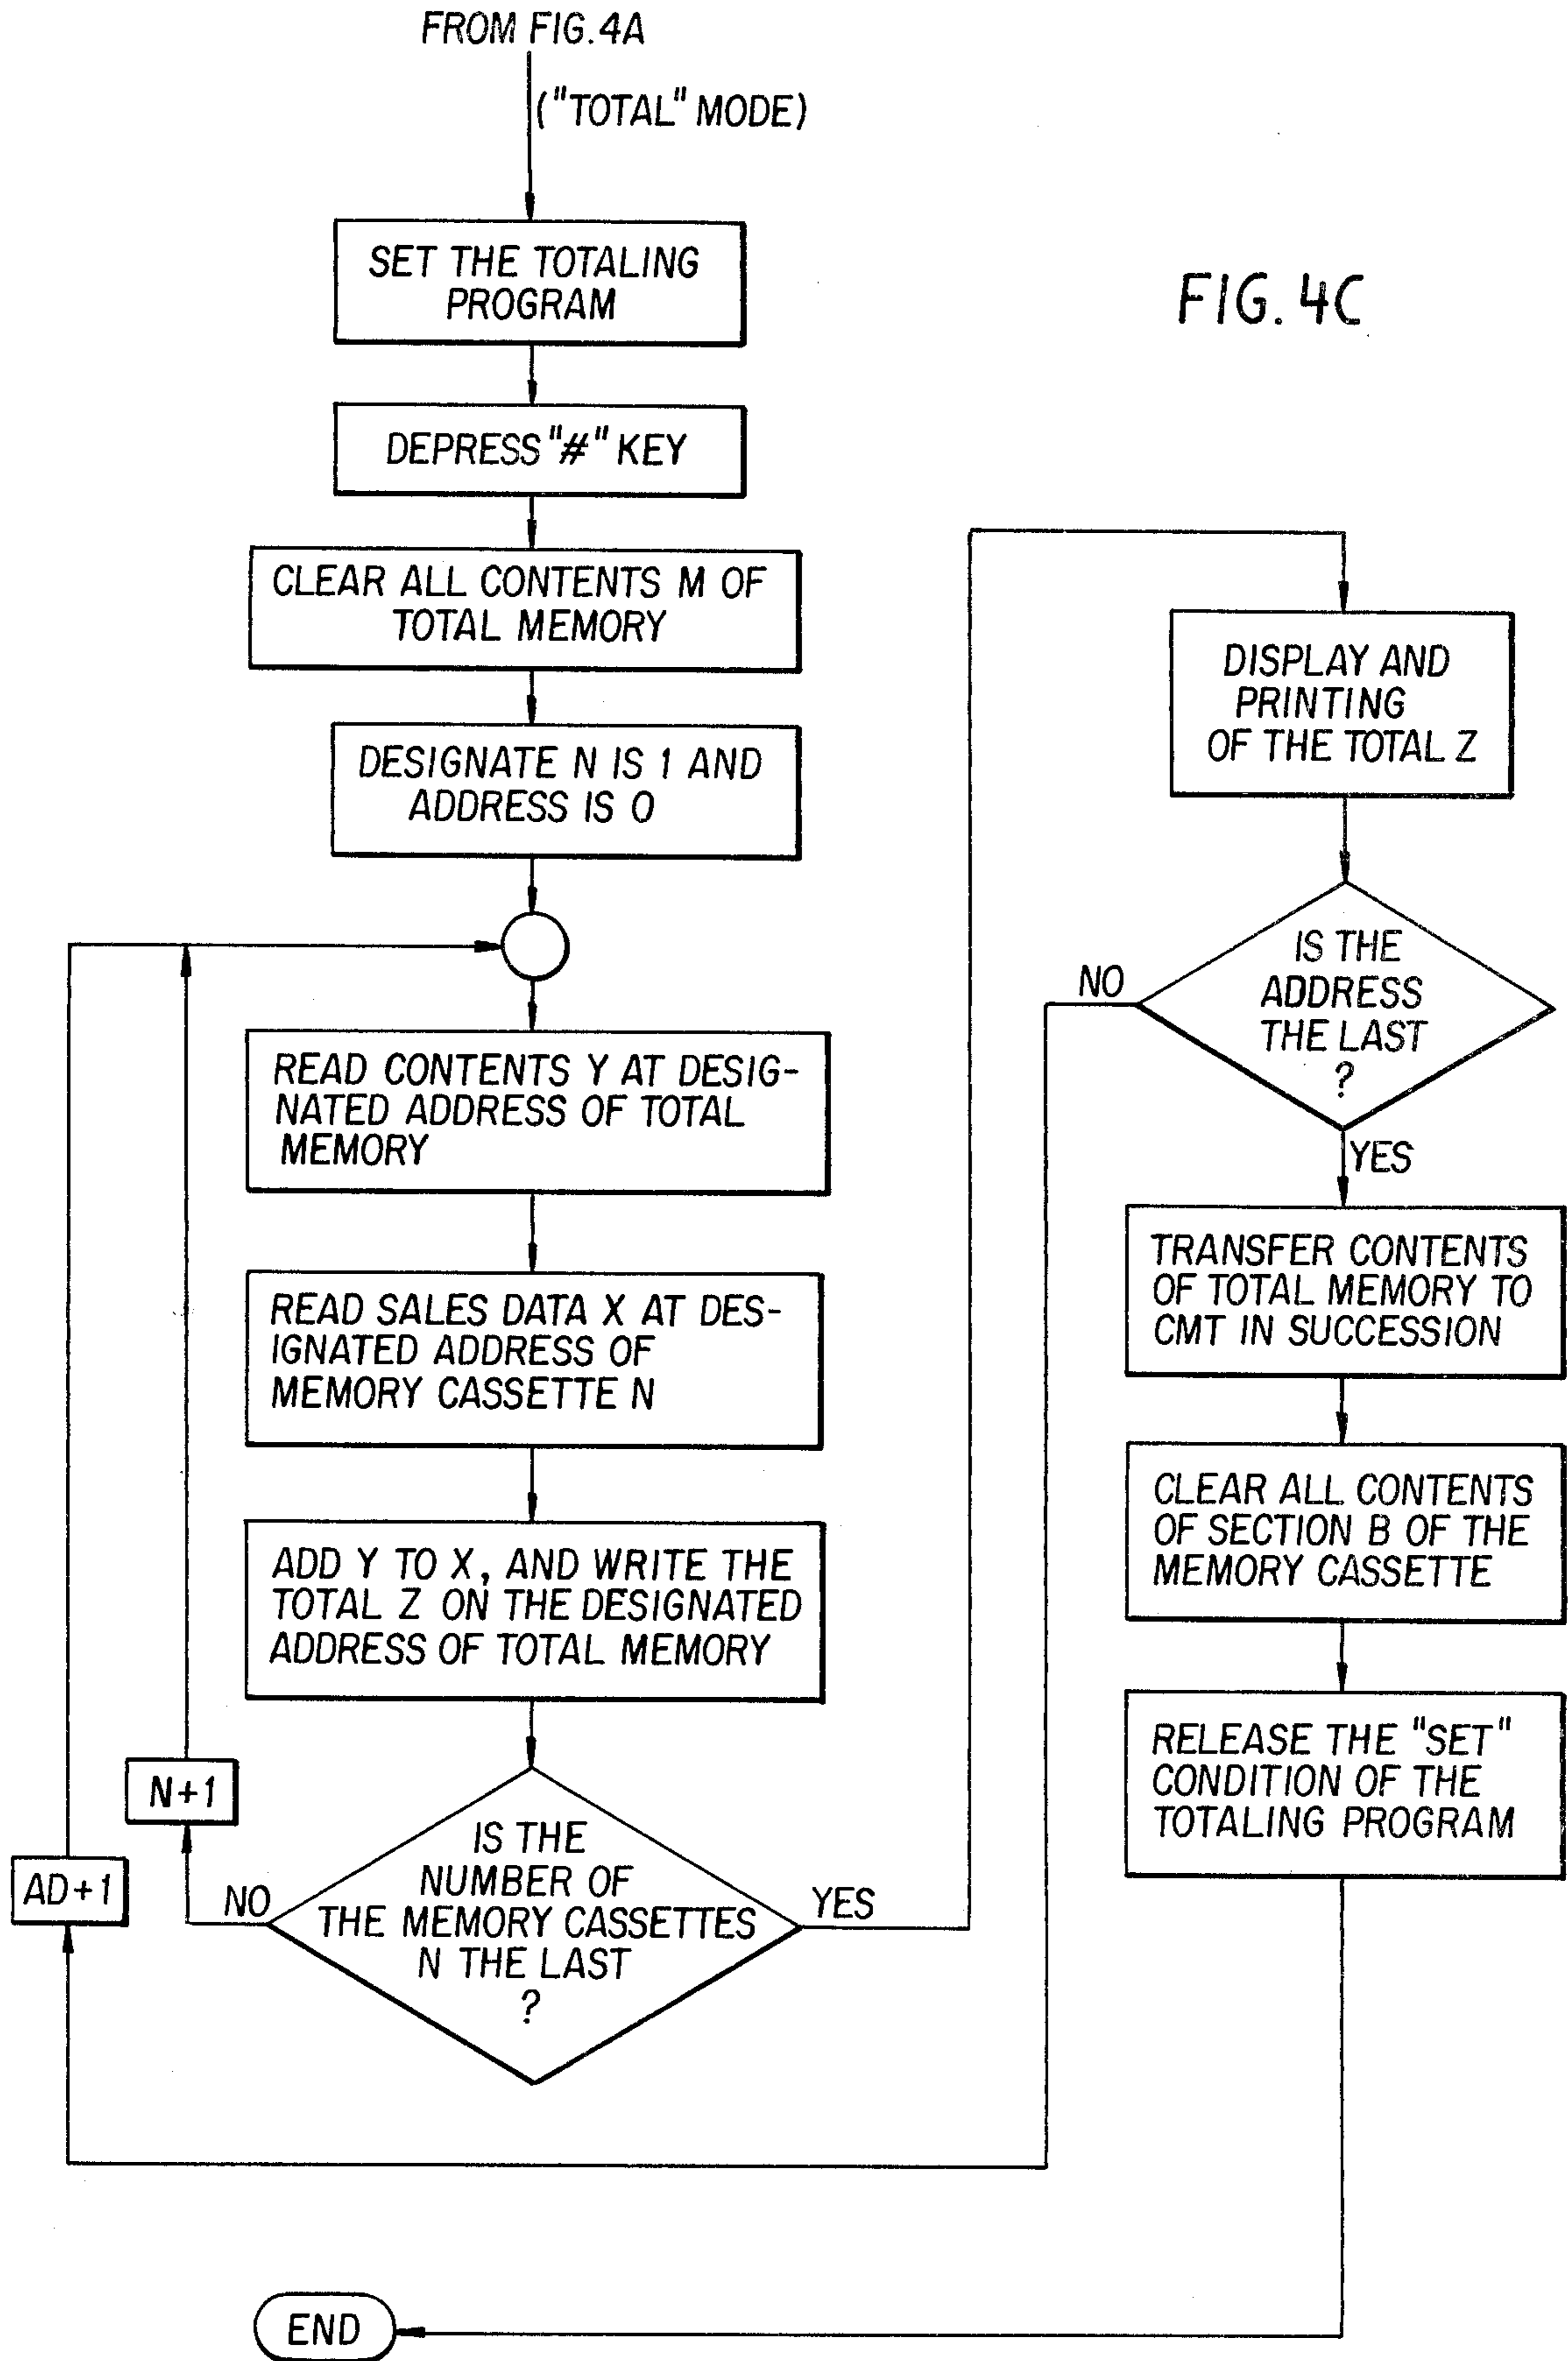 FROM FIG. 4A
("TOTAL" MODE)
SET THE TOTALING
PROGRAM
FIG. 4C
DEPRESS "#" KEY
CLEAR ALL CONTENTS M OF
TOTAL MEMORY
DESIGNATE N IS 1 AND
ADDRESS IS 0
READ CONTENTS Y AT DESIG-
NATED ADDRESS OF TOTAL
MEMORY
READ SALES DATA X AT DES-
IGNATED ADDRESS OF
MEMORY CASSETTE N
ADD Y TO X, AND WRITE THE
TOTAL Z ON THE DESIGNATED
ADDRESS OF TOTAL MEMORY
N+1
AD+1
NO
IS THE
NUMBER OF
THE MEMORY CASSETTES
N THE LAST
?
YES
DISPLAY AND
PRINTING
OF THE TOTAL Z
NO
IS THE
ADDRESS
THE LAST
?
YES
TRANSFER CONTENTS
OF TOTAL MEMORY TO
CMT IN SUCCESSION
CLEAR ALL CONTENTS
OF SECTION B OF THE
MEMORY CASSETTE
RELEASE THE "SET"
CONDITION OF THE
TOTALING PROGRAM
END